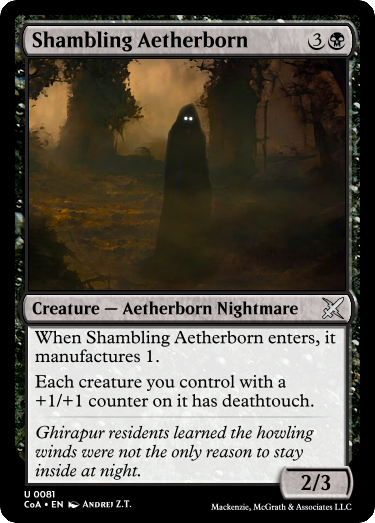 Shambling Aetherborn 3
Creature — Aetherborn Nightmare
When Shambling Aetherborn enters, it
manufactures 1.
Each creature you control with a
+1/+1 counter on it has deathtouch.
Ghirapur residents learned the howling
winds were not the only reason to stay
inside at night.
2/3
U 0081
CoA • EN Andrei Z.T.
Mackenzie, McGrath & Associates LLC